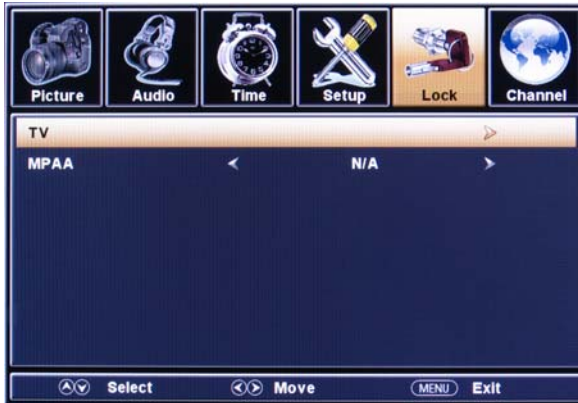 Picture Audio Time Setup Lock Channel
TV
MPAA N/A
Select Move MENU Exit